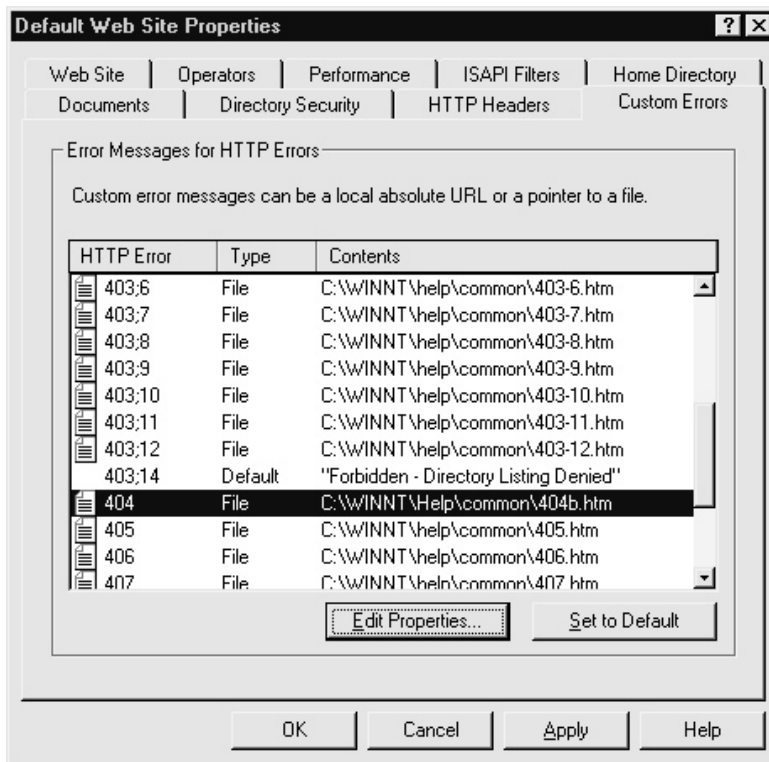 Default Web Site Properties
Web Site Operators Performance ISAPI Filters Home Directory
Documents Directory Security HTTP Headers Custom Errors
Error Messages for HTTP Errors
Custom error messages can be a local absolute URL or a pointer to a file.
HTTP Error Type Contents
403;6 File C:\WINNT\help\common\403-6.htm
403;7 File C:\WINNT\help\common\403-7.htm
403;8 File C:\WINNT\help\common\403-8.htm
403;9 File C:\WINNT\help\common\403-9.htm
403;10 File C:\WINNT\help\common\403-10.htm
403;11 File C:\WINNT\help\common\403-11.htm
403;12 File C:\WINNT\help\common\403-12.htm
403;14 Default "Forbidden - Directory Listing Denied"
404 File C:\WINNT\Help\common\404b.htm
405 File C:\WINNT\help\common\405.htm
406 File C:\WINNT\help\common\406.htm
407 File C:\WINNT\help\common\407.htm
Edit Properties... Set to Default
OK Cancel Apply Help